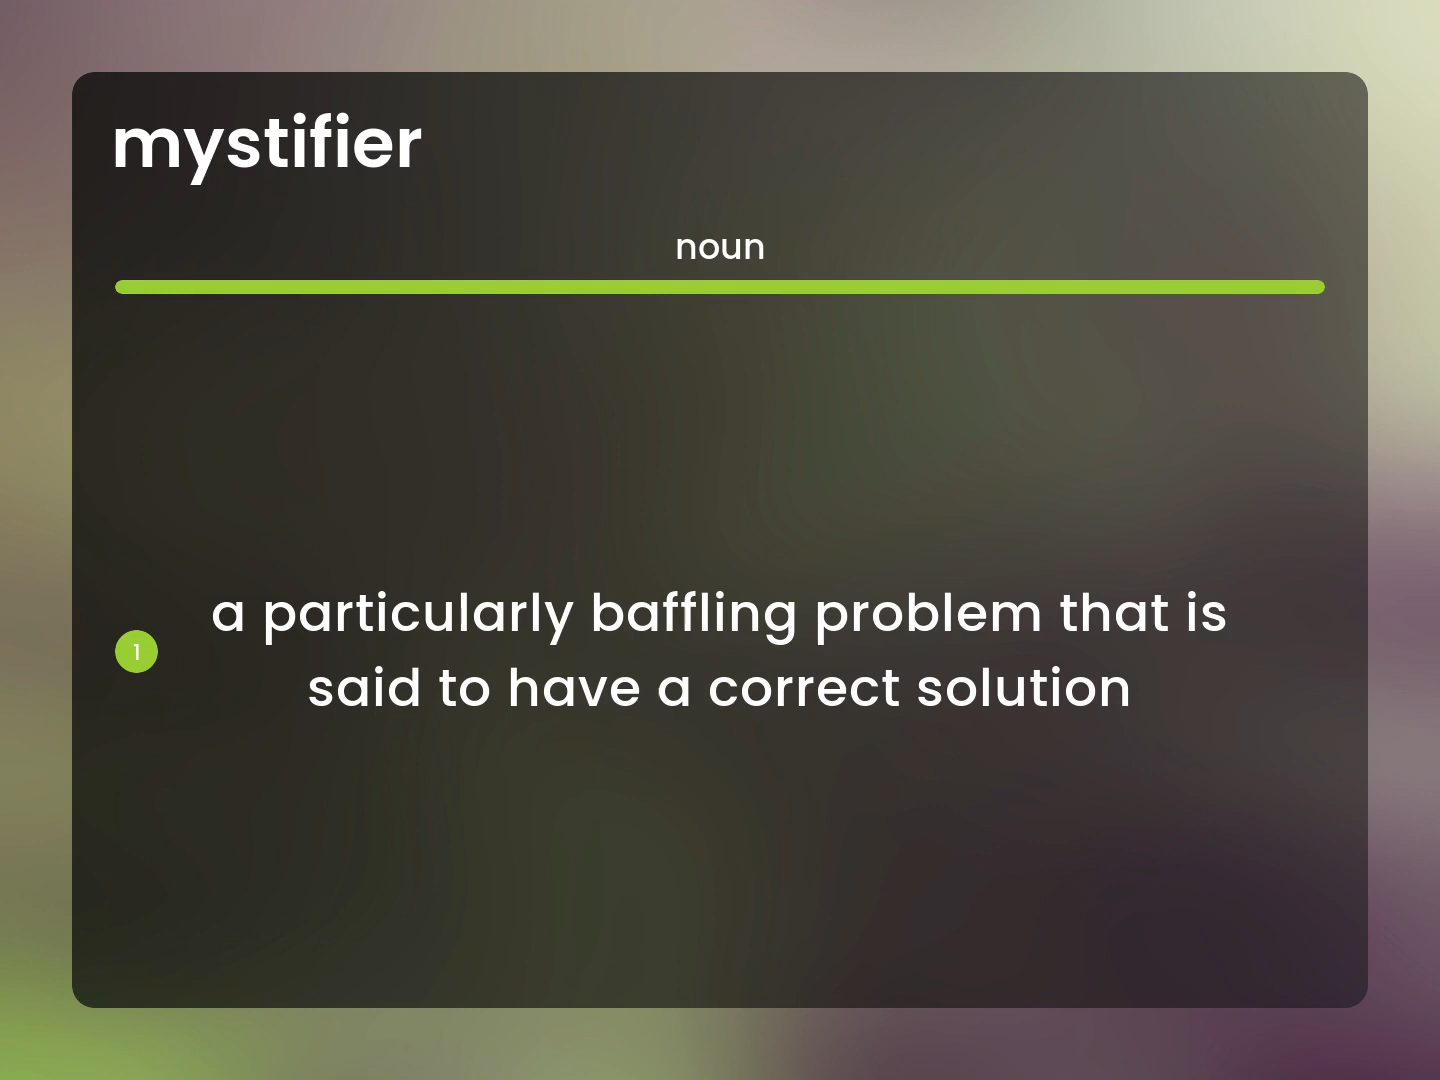 mystifier
noun
1
a particularly baffling problem that is
said to have a correct solution